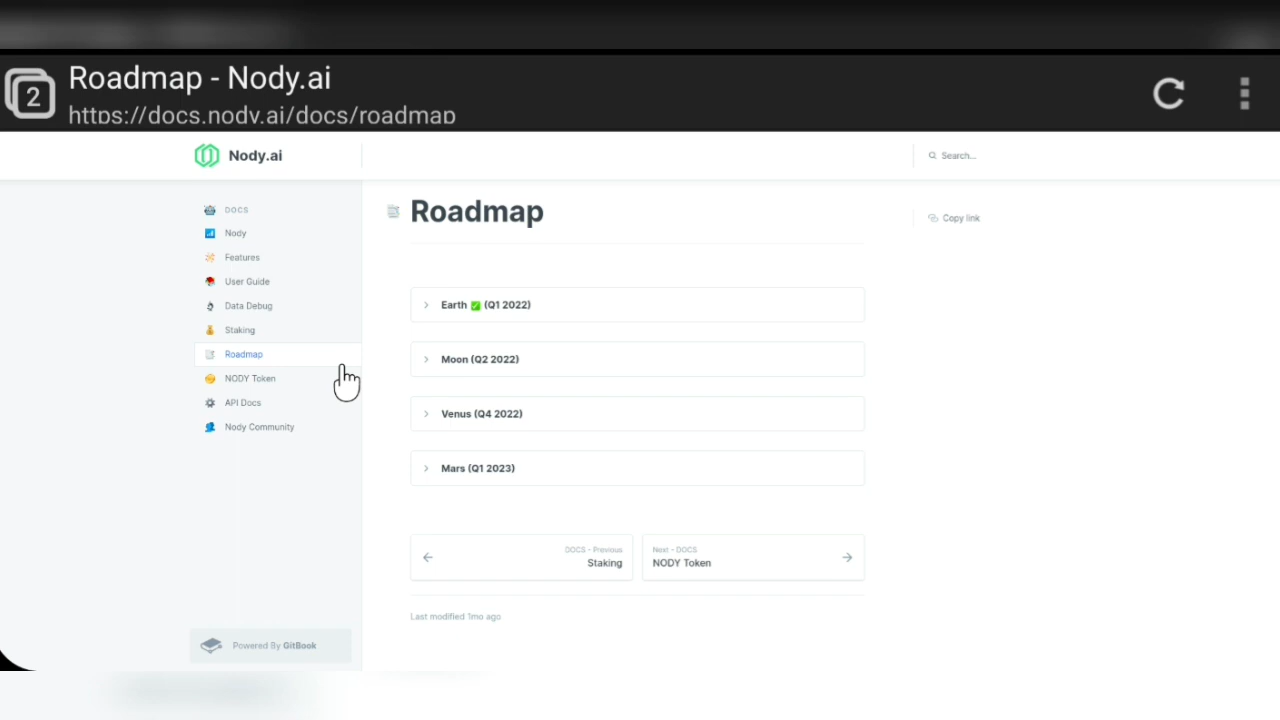 2
Roadmap - Nody.ai
https://docs.nody.ai/docs/roadmap
Nody.ai
Search...
DOCS
Nody
Features
User Guide
Data Debug
Staking
Roadmap
NODY Token
API Docs
Nody Community
Powered By GitBook
Roadmap
Copy link
Earth ✅ (Q1 2022)
Moon (Q2 2022)
Venus (Q4 2022)
Mars (Q1 2023)
DOCS - Previous
Staking
Next - DOCS
NODY Token
Last modified 1mo ago